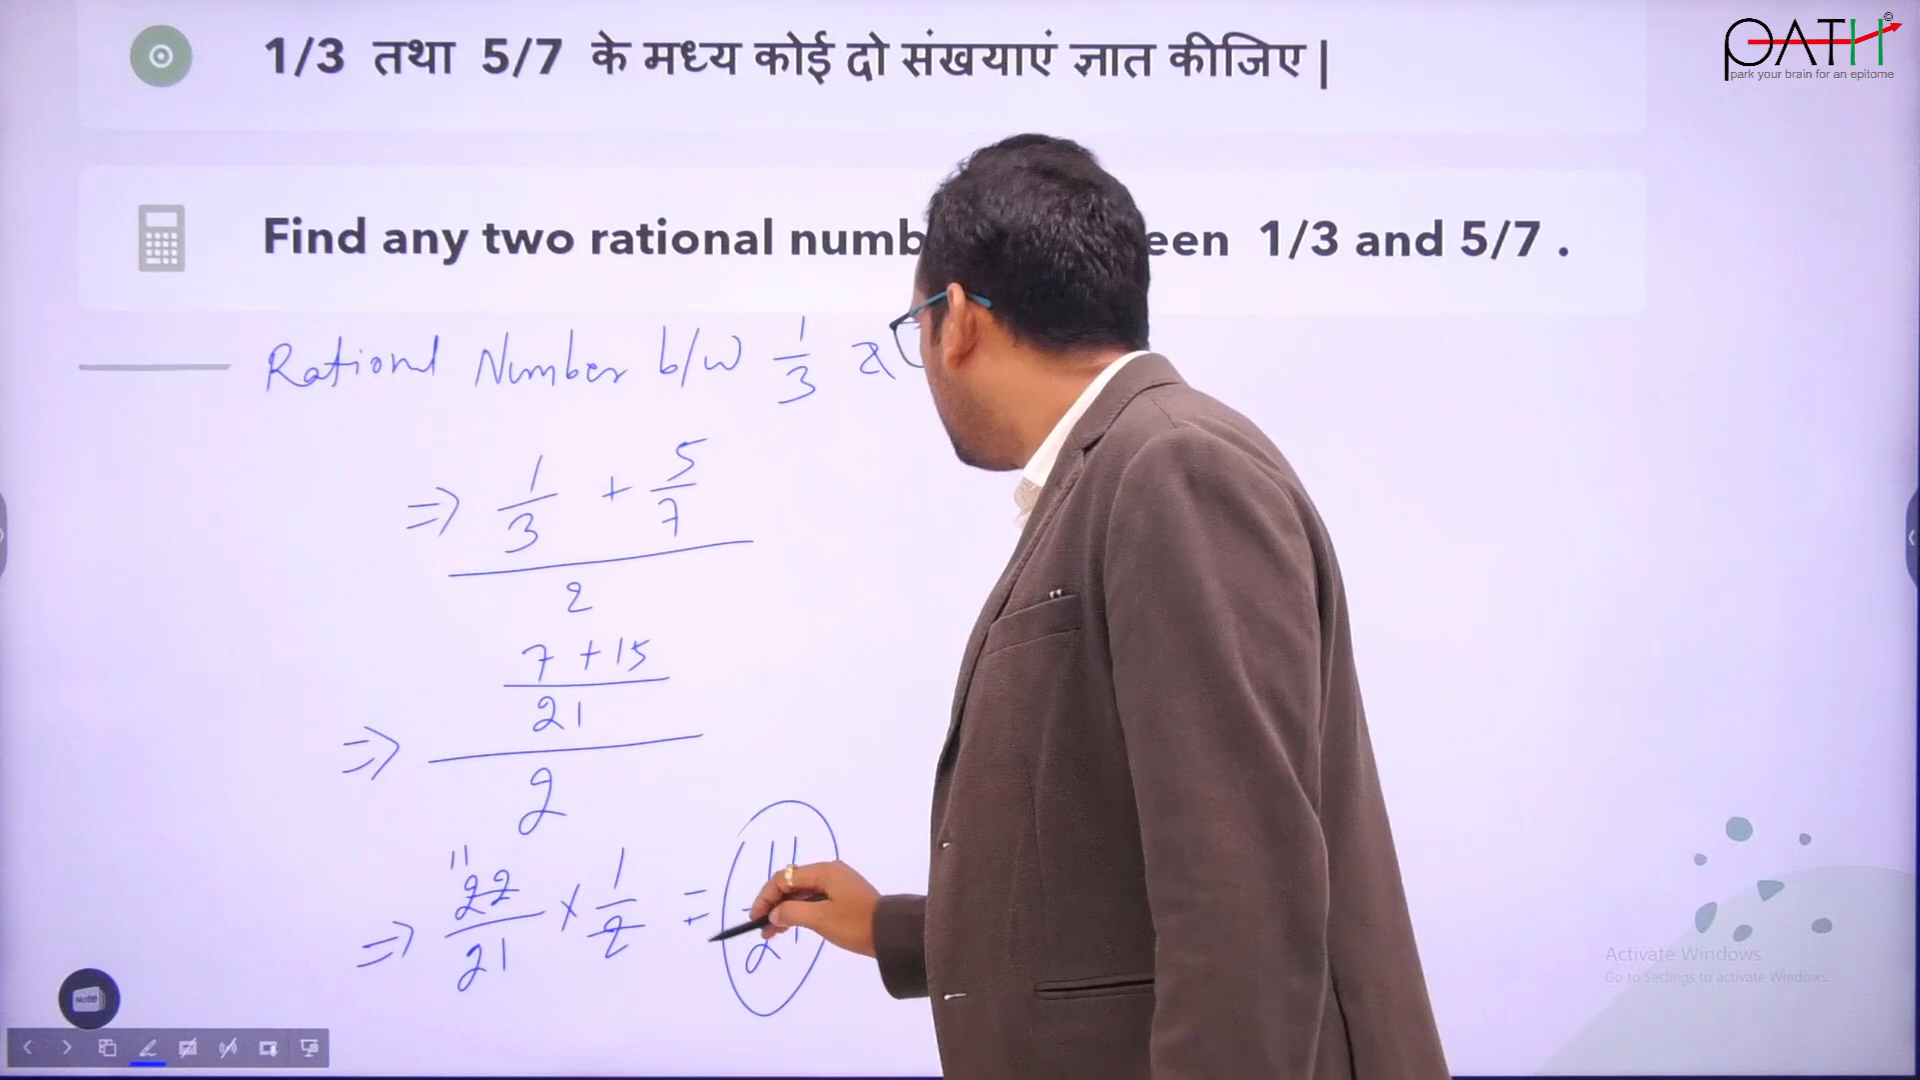 PATH©
park your brain for an epitome
1/3 तथा 5/7 के मध्य कोई दो संखयाएं ज्ञात कीजिए |
Find any two rational numb een 1/3 and 5/7 .
Rational Number b/w 1/3
=> 1/3 + 5/7
2
7 + 15
21
=>
2
11
=> 22/21 × 1/2 = 11/21
Activate Windows
Go to Settings to activate Windows.
Note